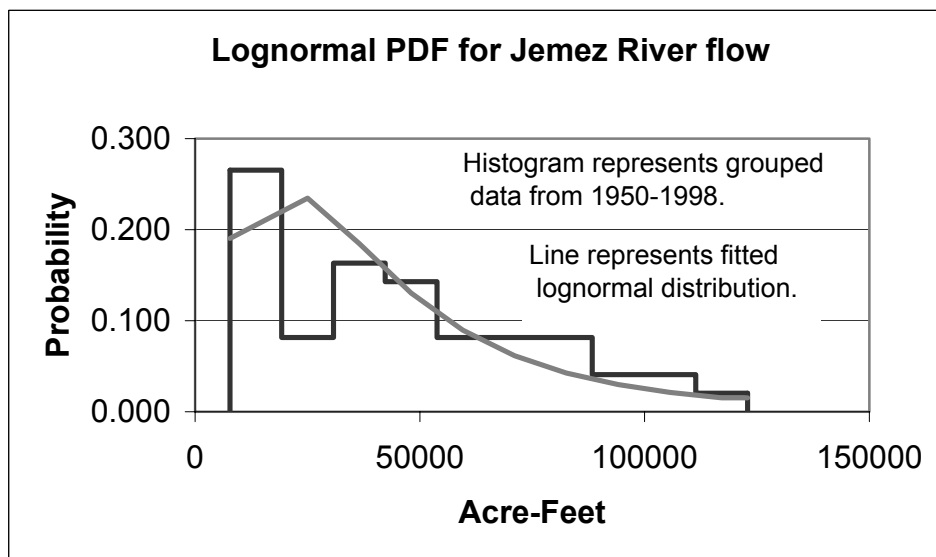 Lognormal PDF for Jemez River flow
0.300
0.200
0.100
0.000
Probability
Histogram represents grouped
data from 1950-1998.
Line represents fitted
lognormal distribution.
0 50000 100000 150000
Acre-Feet